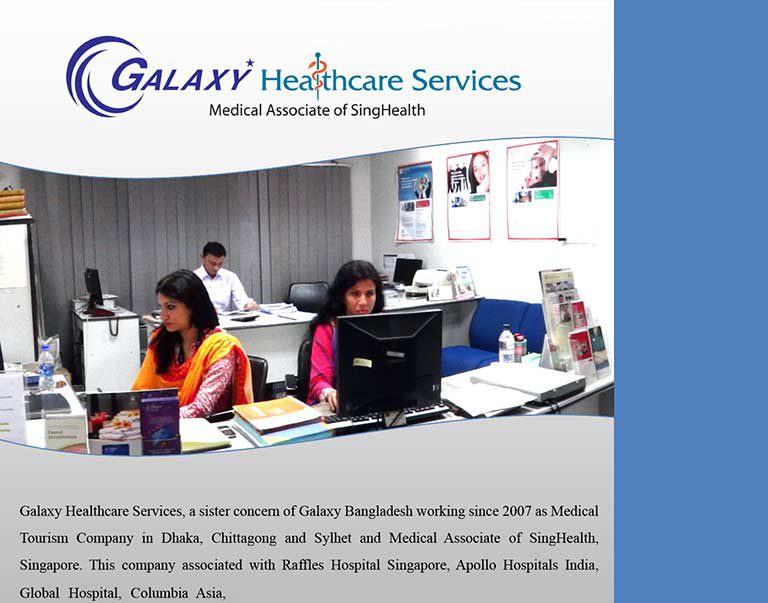 GALAXY Healthcare Services
Medical Associate of SingHealth
Galaxy Healthcare Services, a sister concern of Galaxy Bangladesh working since 2007 as Medical
Tourism Company in Dhaka, Chittagong and Sylhet and Medical Associate of SingHealth,
Singapore. This company associated with Raffles Hospital Singapore, Apollo Hospitals India,
Global Hospital, Columbia Asia,